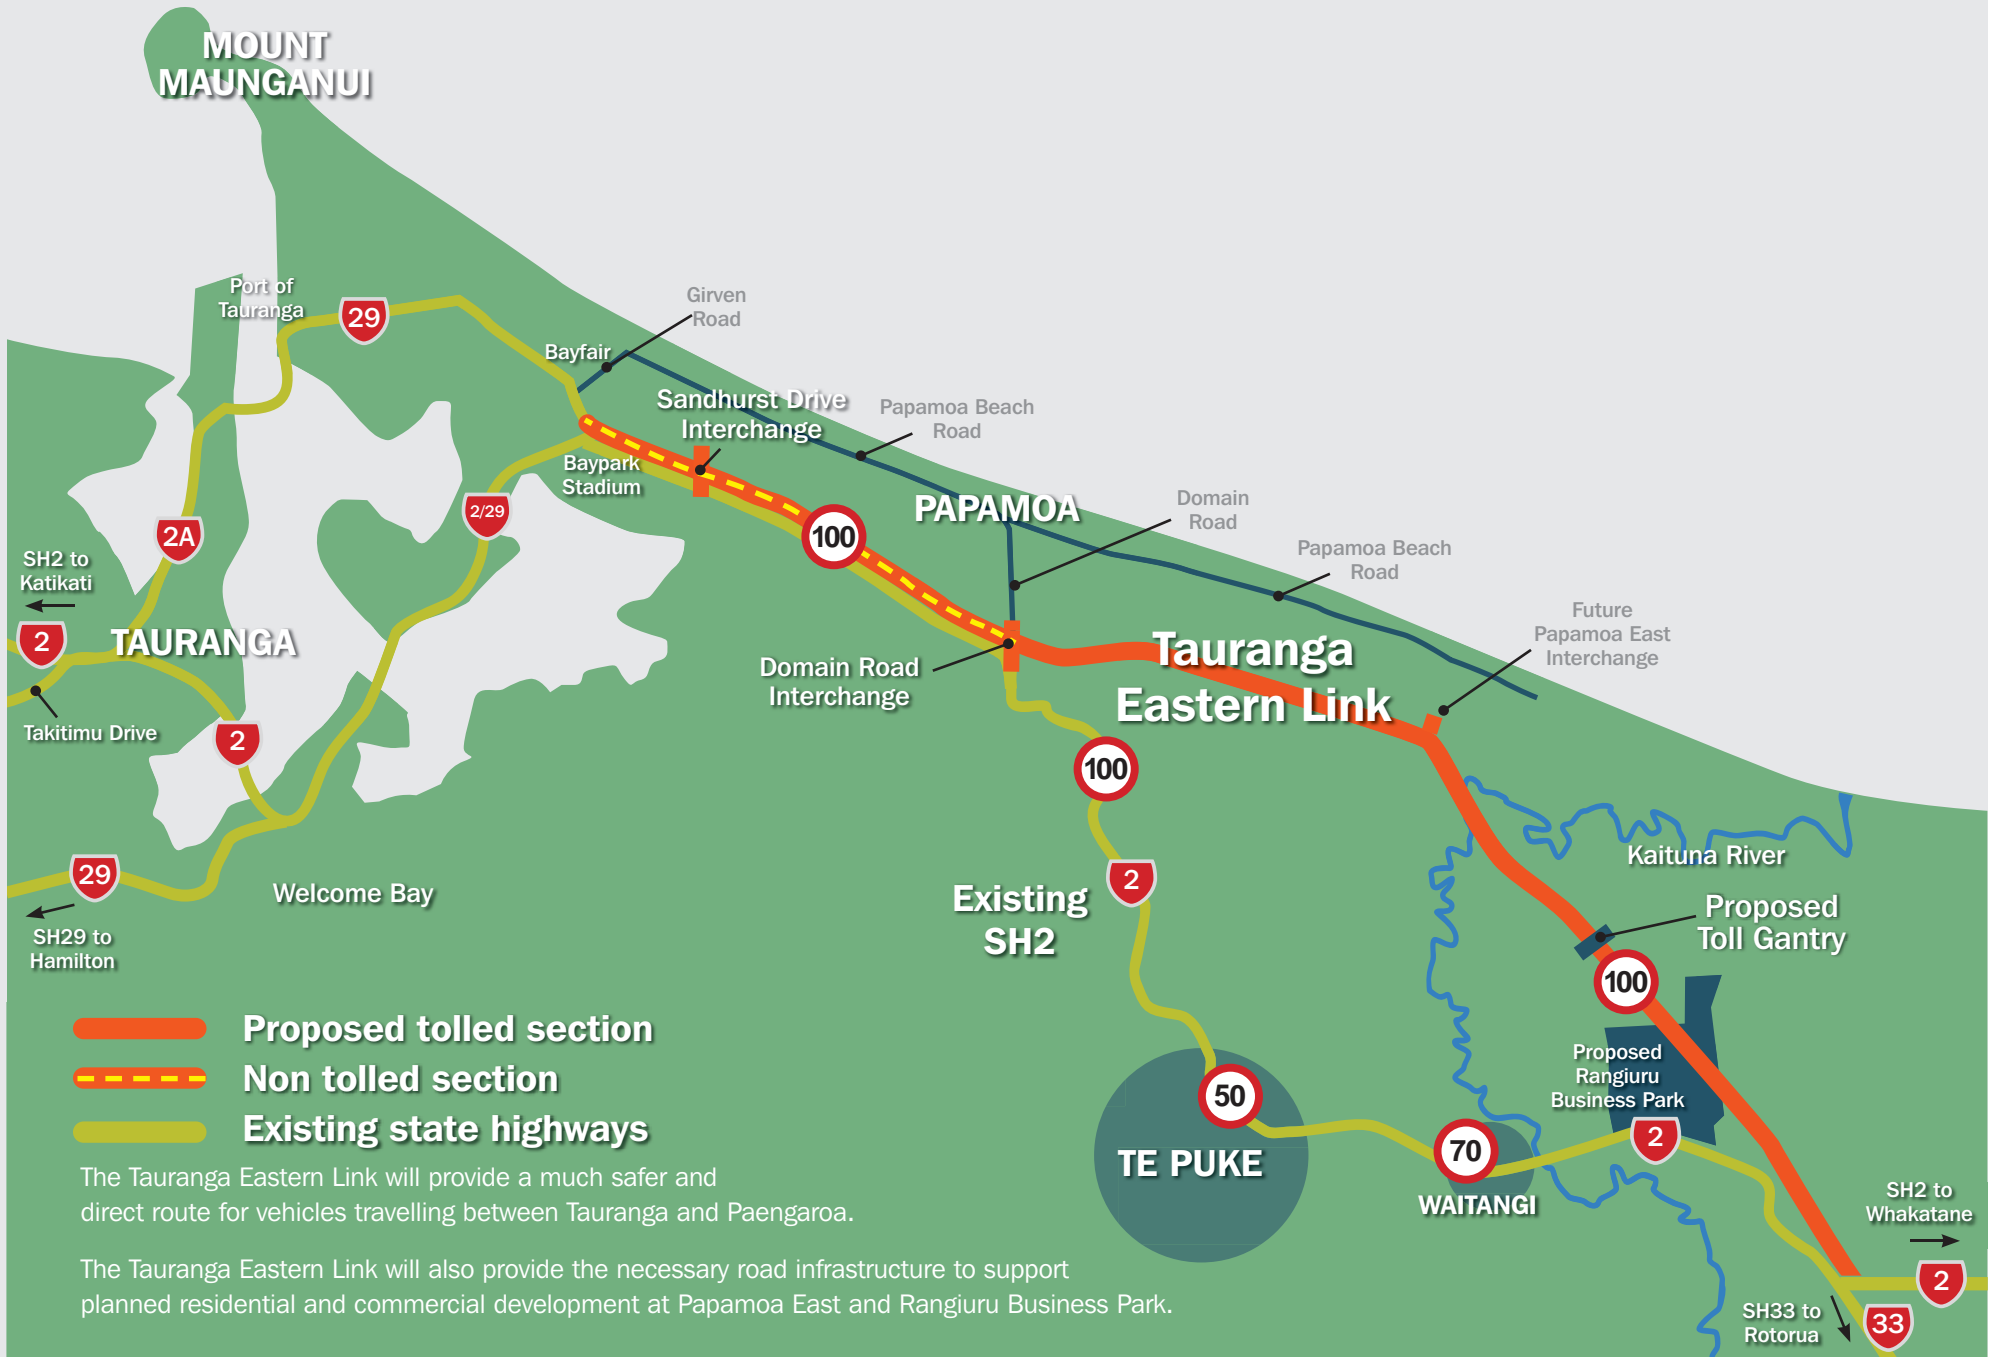 MOUNT
MAUNGANUI
Port of
Tauranga
29
Girven
Road
Bayfair
Sandhurst Drive
Interchange
Papamoa Beach
Road
Baypark
Stadium
2/29
2A
100
PAPAMOA
Domain
Road
Papamoa Beach
Road
SH2 to
Katikati
2
TAURANGA
Future
Papamoa East
Interchange
Domain Road
Interchange
Tauranga
Eastern Link
Takitimu Drive
2
100
29
Welcome Bay
SH29 to
Hamilton
Existing
SH2
2
Kaituna River
Proposed
Toll Gantry
100
Proposed tolled section
Non tolled section
Existing state highways
50
TE PUKE
70
WAITANGI
Proposed
Rangiuru
Business Park
2
The Tauranga Eastern Link will provide a much safer and
direct route for vehicles travelling between Tauranga and Paengaroa.
The Tauranga Eastern Link will also provide the necessary road infrastructure to support
planned residential and commercial development at Papamoa East and Rangiuru Business Park.
SH2 to
Whakatane
2
SH33 to
Rotorua
33